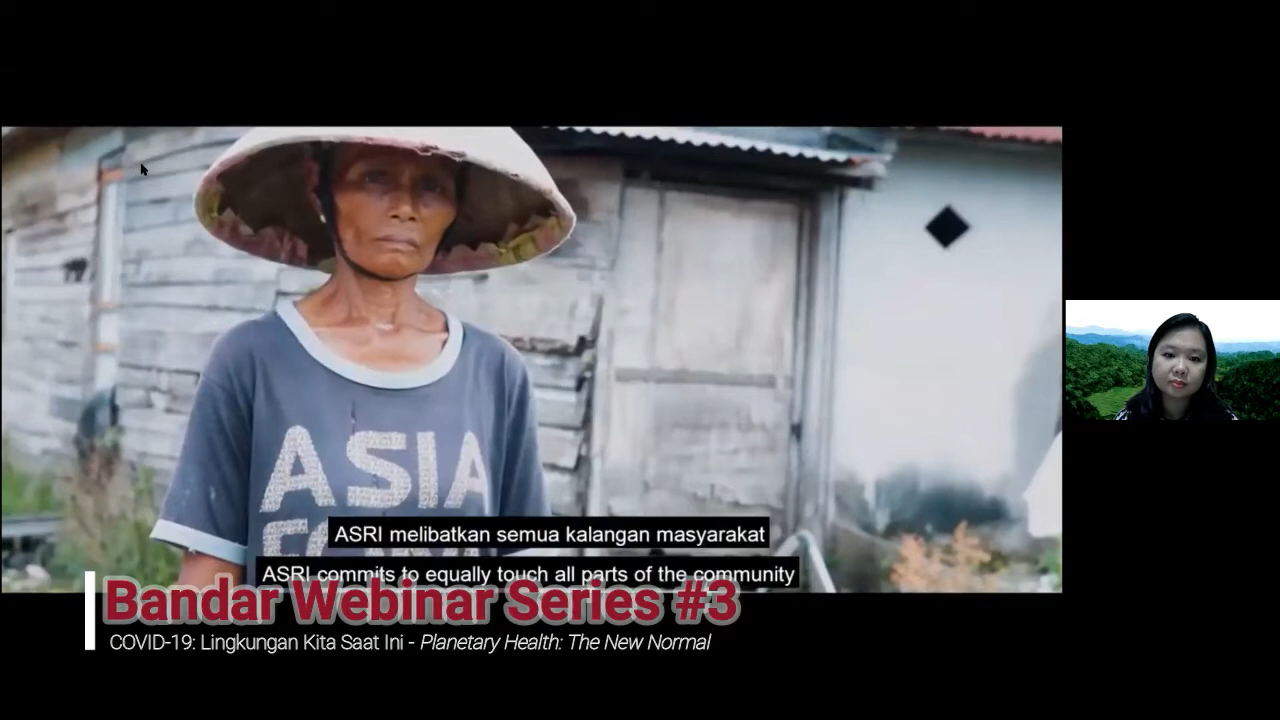 ASIA
ASRI melibatkan semua kalangan masyarakat
ASRI commits to equally touch all parts of the community
Bandar Webinar Series #3
COVID-19: Lingkungan Kita Saat Ini - Planetary Health: The New Normal